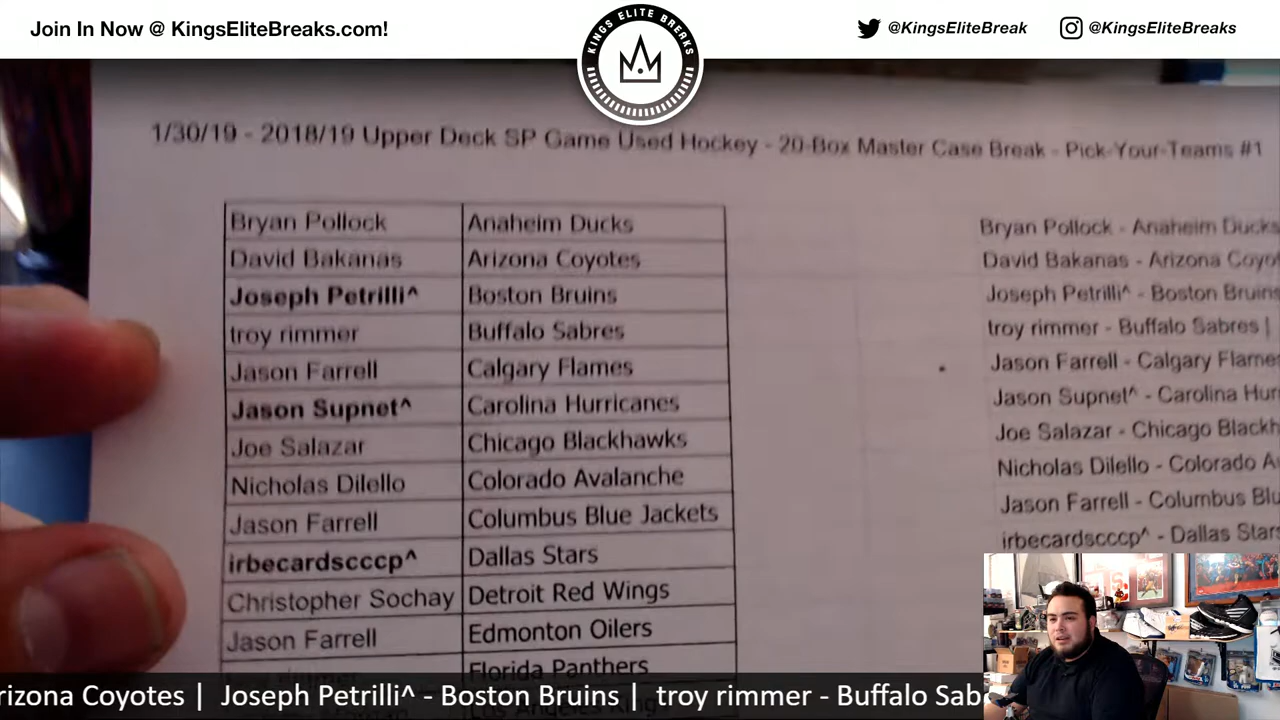 Join In Now @ KingsEliteBreaks.com!
KINGS ELITE BREAKS
@KingsEliteBreak
@KingsEliteBreaks
1/30/19 - 2018/19 Upper Deck SP Game Used Hockey - 20-Box Master Case Break - Pick-Your-Teams #1
Bryan Pollock Anaheim Ducks
David Bakanas Arizona Coyotes
Joseph Petrilli^ Boston Bruins
troy rimmer Buffalo Sabres
Jason Farrell Calgary Flames
Jason Supnet^ Carolina Hurricanes
Joe Salazar Chicago Blackhawks
Nicholas Dilello Colorado Avalanche
Jason Farrell Columbus Blue Jackets
irbecardscccp^ Dallas Stars
Christopher Sochay Detroit Red Wings
Jason Farrell Edmonton Oilers
Florida Panthers
Bryan Pollock - Anaheim Ducks
David Bakanas - Arizona Coyo
Joseph Petrilli^ - Boston Bruins
troy rimmer - Buffalo Sabres |
Jason Farrell - Calgary Flame
Jason Supnet^ - Carolina Hur
Joe Salazar - Chicago Blackh
Nicholas Dilello - Colorado A
Jason Farrell - Columbus Blu
irbecardscccp^ - Dallas Stars
rizona Coyotes | Joseph Petrilli^ - Boston Bruins | troy rimmer - Buffalo Sab